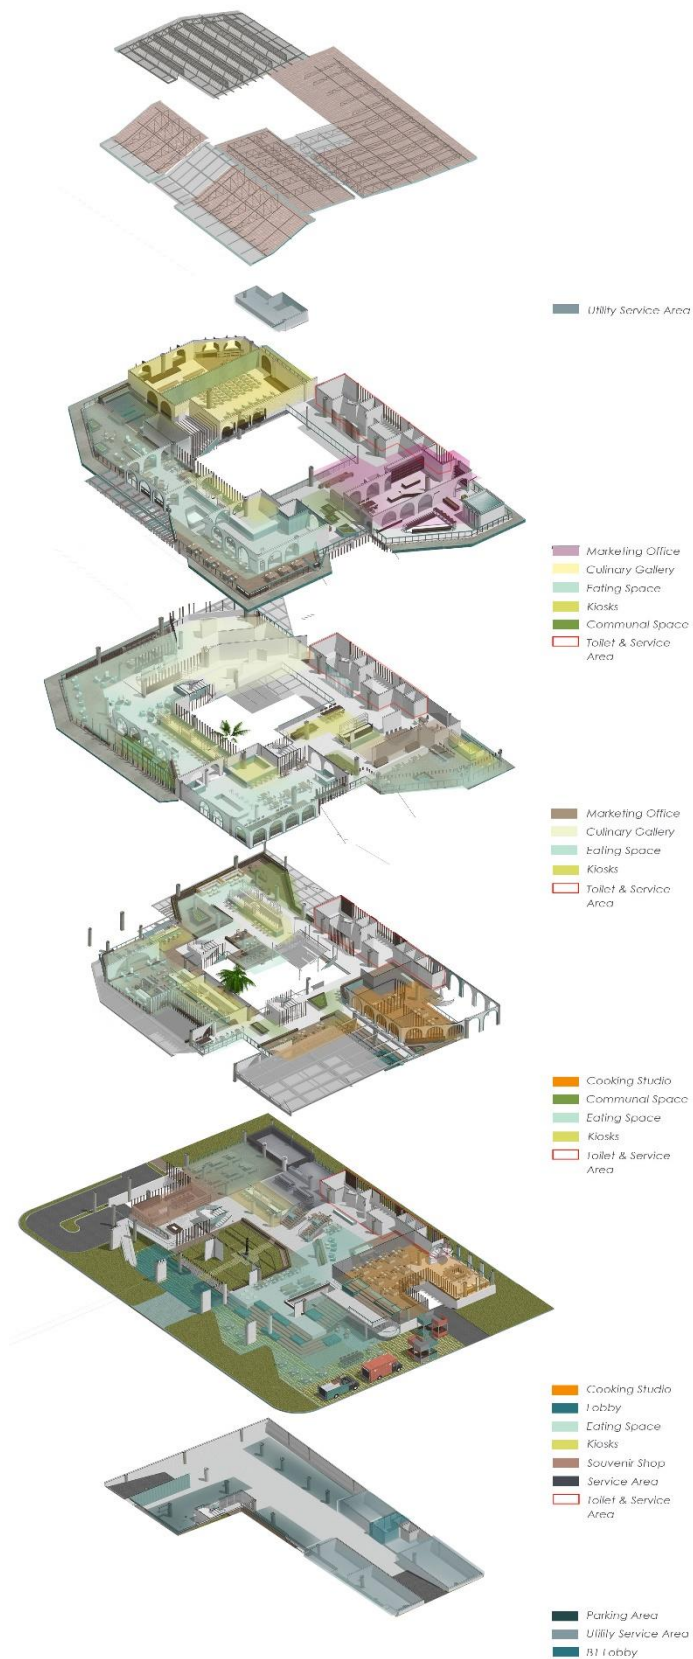 Utility Service Area
Marketing Office
Culinary Gallery
Eating Space
Kiosks
Communal Space
Toilet & Service
Area
Marketing Office
Culinary Gallery
Eating Space
Kiosks
Toilet & Service
Area
Cooking Studio
Communal Space
Eating Space
Kiosks
Toilet & Service
Area
Cooking Studio
Lobby
Eating Space
Kiosks
Souvenir Shop
Service Area
Toilet & Service
Area
Parking Area
Utility Service Area
B1 Lobby